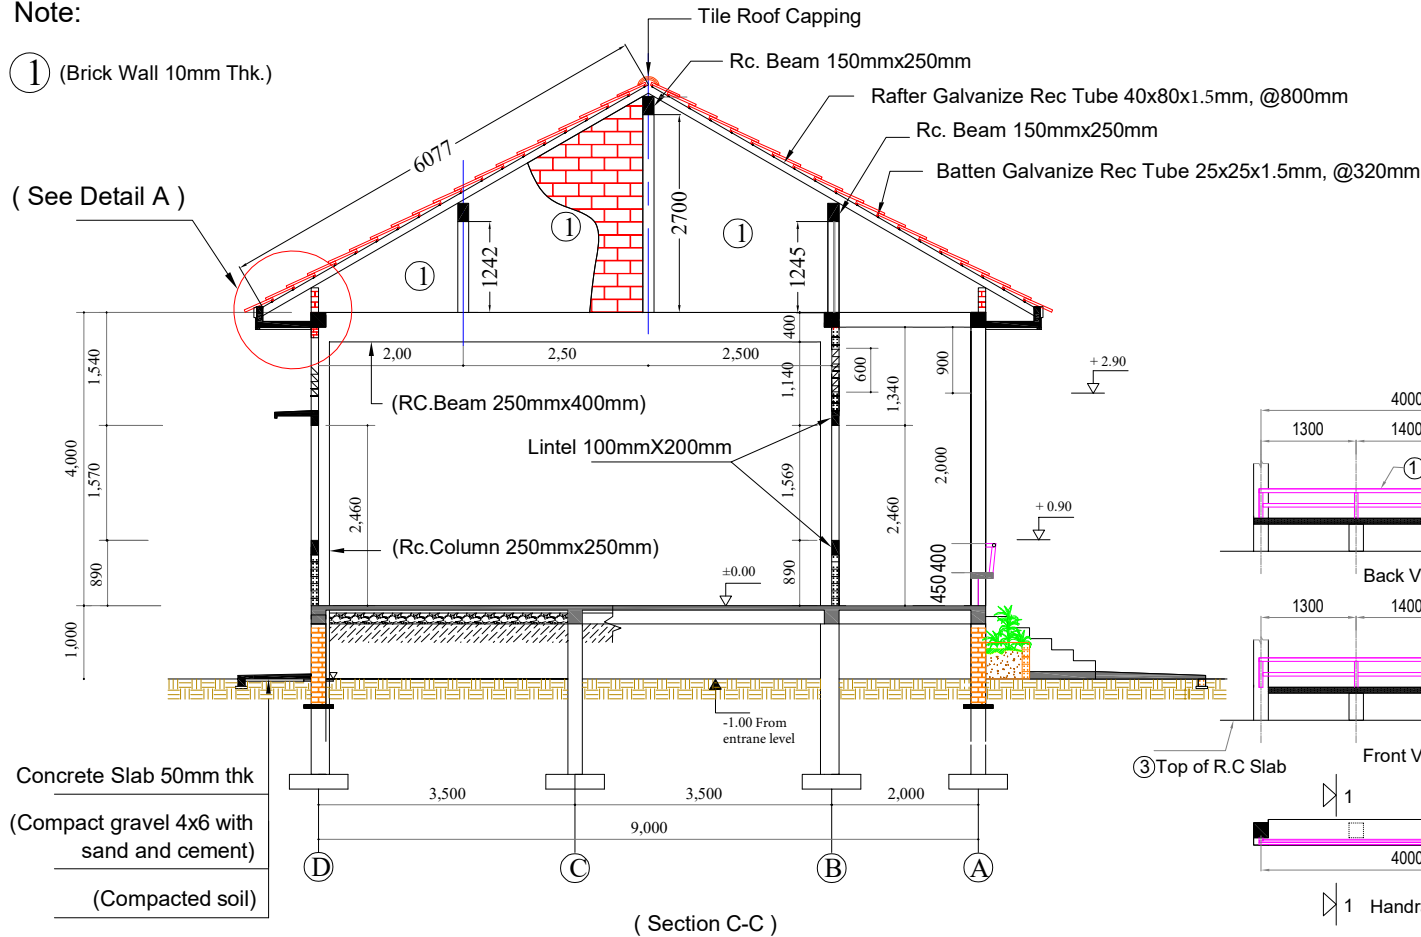 Note:
1 (Brick Wall 10mm Thk.)
( See Detail A )
Tile Roof Capping
Rc. Beam 150mmx250mm
Rafter Galvanize Rec Tube 40x80x1.5mm, @800mm
Rc. Beam 150mmx250mm
Batten Galvanize Rec Tube 25x25x1.5mm, @320mm
6077
1
1
1
1242
2700
1245
400
2,00
2,50
2,500
1,540
1,140
600
1,340
900
+ 2.90
(RC.Beam 250mmx400mm)
Lintel 100mmX200mm
4,000
1,570
2,460
1,569
2,460
2,000
+ 0.90
(Rc.Column 250mmx250mm)
890
±0.00
890
450
400
1,000
-1.00 From
entrane level
4000
1300
1400
1
Back V
1300
1400
3 Top of R.C Slab
Front V
1
4000
1
Handr
Concrete Slab 50mm thk
(Compact gravel 4x6 with
sand and cement)
(Compacted soil)
3,500
3,500
2,000
9,000
D
C
B
A
( Section C-C )